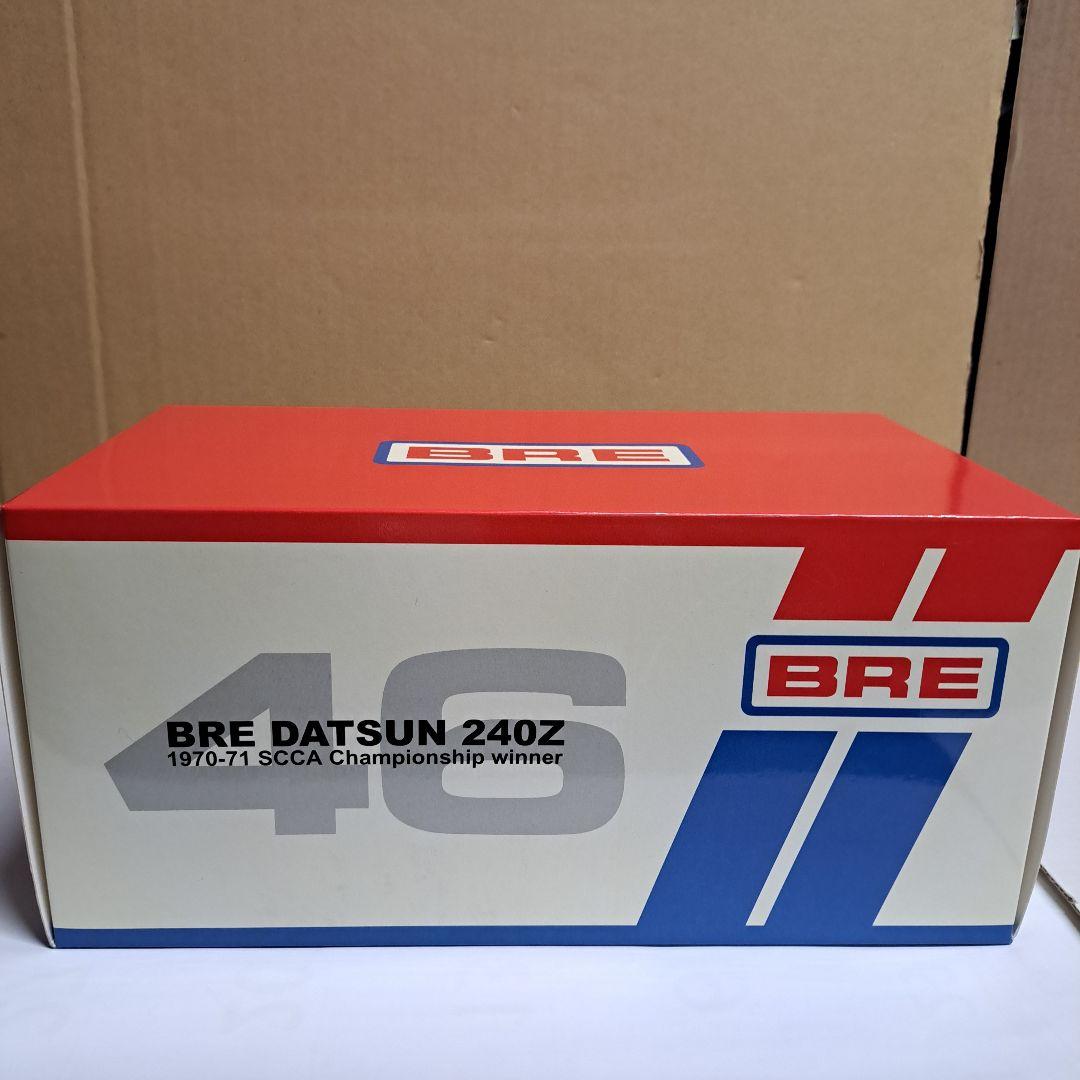 BRE
BRE
46
BRE DATSUN 240Z
1970-71 SCCA Championship winner